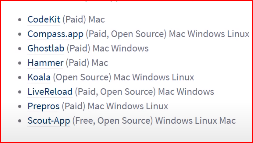 CodeKit (Paid) Mac
Compass.app (Paid, Open Source) Mac Windows Linux
Ghostlab (Paid) Mac Windows
Hammer (Paid) Mac
Koala (Open Source) Mac Windows Linux
LiveReload (Paid, Open Source) Mac Windows
Prepros (Paid) Mac Windows Linux
Scout-App (Free, Open Source) Windows Linux Mac